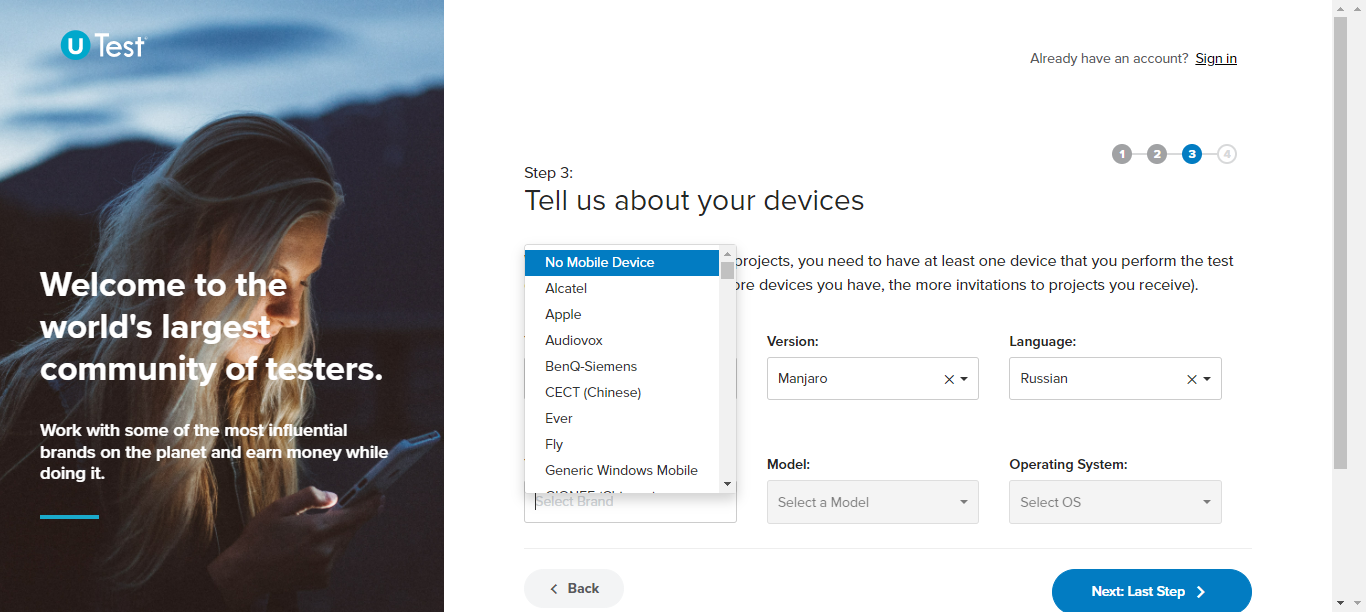 U Test
Already have an account? Sign in
1 2 3 4
Step 3:
Tell us about your devices
No Mobile Device
projects, you need to have at least one device that you perform the test
Alcatel
ore devices you have, the more invitations to projects you receive).
Apple
Audiovox
BenQ-Siemens
CECT (Chinese)
Ever
Fly
Generic Windows Mobile
Select Brand
Version:
Manjaro
Language:
Russian
Model:
Select a Model
Operating System:
Select OS
Back
Next: Last Step
Welcome to the
world's largest
community of testers.
Work with some of the most influential
brands on the planet and earn money while
doing it.